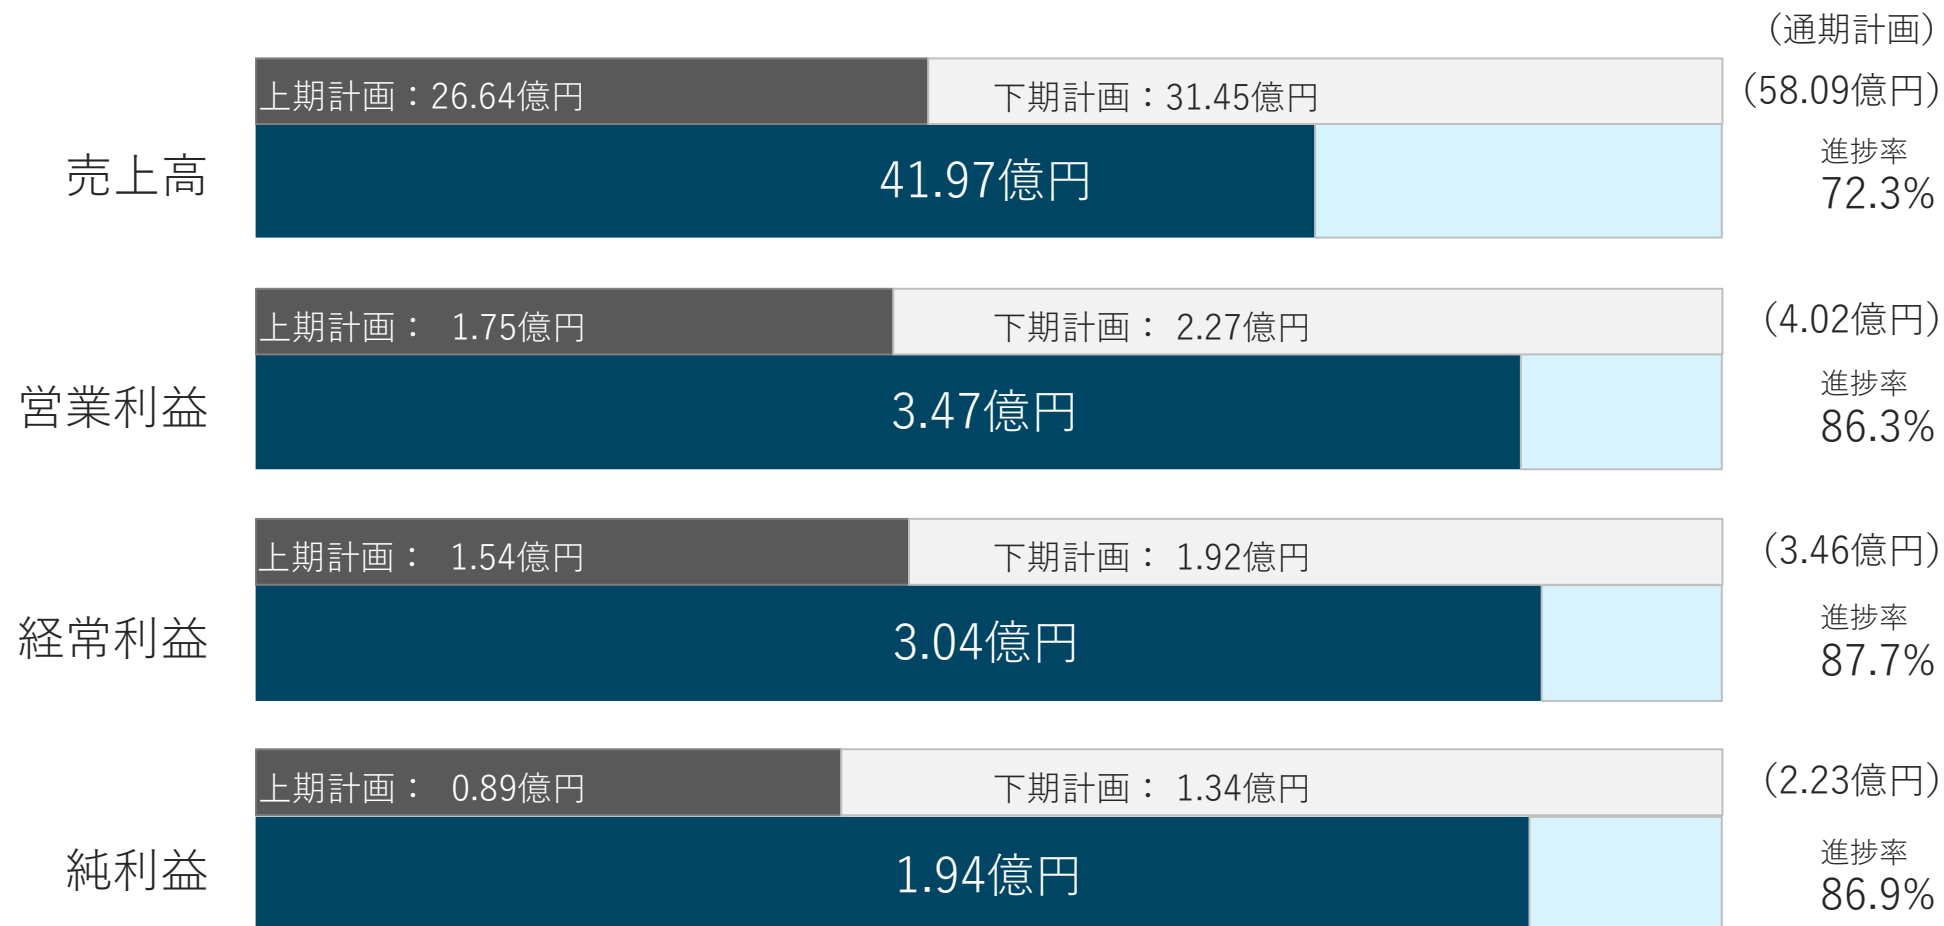 (通期計画)
上期計画：26.64億円 下期計画：31.45億円 (58.09億円)
売上高 41.97億円 進捗率
72.3%
上期計画： 1.75億円 下期計画： 2.27億円 (4.02億円)
営業利益 3.47億円 進捗率
86.3%
上期計画： 1.54億円 下期計画： 1.92億円 (3.46億円)
経常利益 3.04億円 進捗率
87.7%
上期計画： 0.89億円 下期計画： 1.34億円 (2.23億円)
純利益 1.94億円 進捗率
86.9%